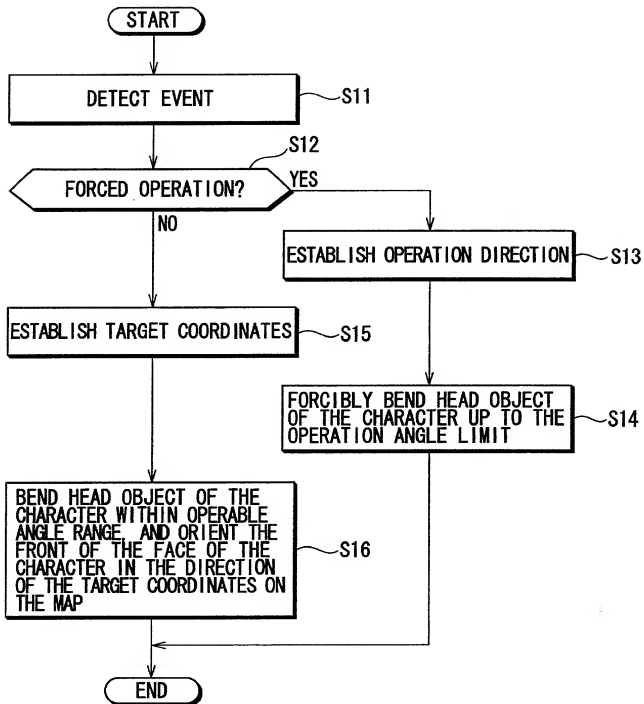 START
DETECT EVENT
S11
S12
FORCED OPERATION?
YES
NO
ESTABLISH OPERATION DIRECTION
S13
ESTABLISH TARGET COORDINATES
S15
FORCIBLY BEND HEAD OBJECT
OF THE CHARACTER UP TO THE
OPERATION ANGLE LIMIT
S14
BEND HEAD OBJECT OF THE
CHARACTER WITHIN OPERABLE
ANGLE RANGE, AND ORIENT THE
FRONT OF THE FACE OF THE
CHARACTER IN THE DIRECTION
OF THE TARGET COORDINATES ON
THE MAP
S16
END